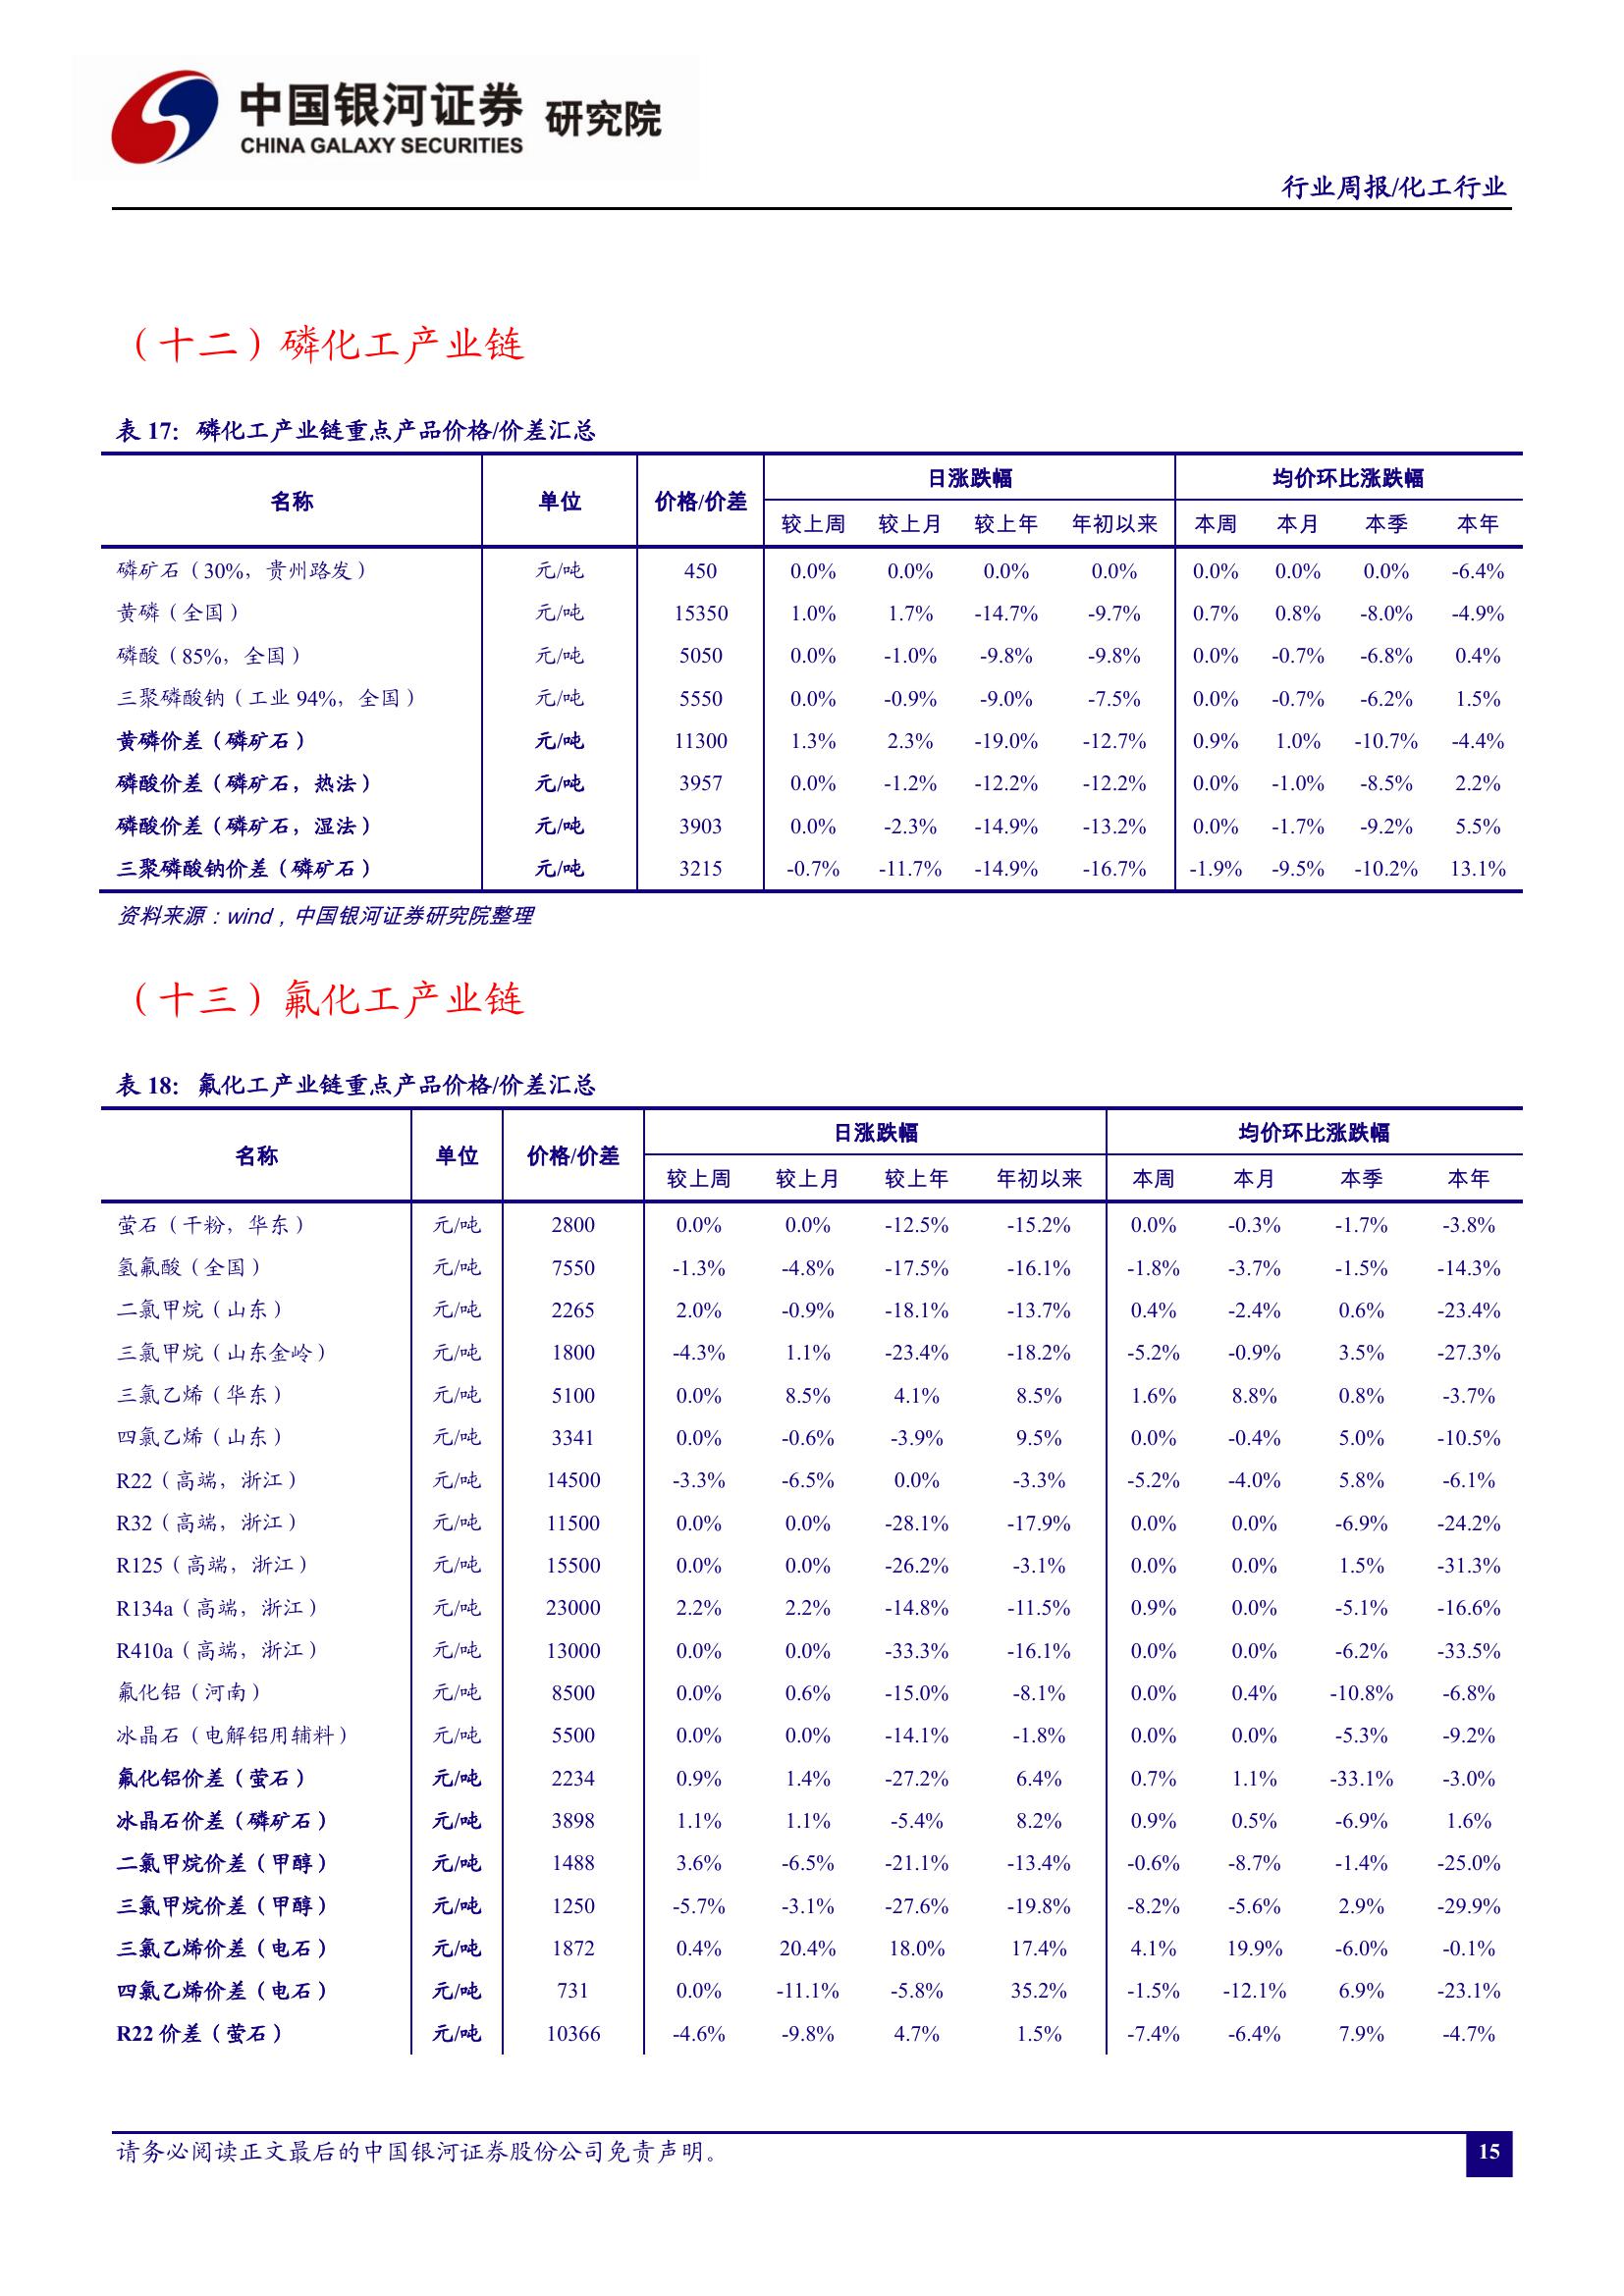 中国银河证券 研究院
CHINA GALAXY SECURITIES
行业周报/化工行业
（十二）磷化工产业链
表 17：磷化工产业链重点产品价格/价差汇总
名称 单位 价格/价差 日涨跌幅 均价环比涨跌幅
较上周 较上月 较上年 年初以来 本周 本月 本季 本年
磷矿石（30%，贵州路发） 元/吨 450 0.0% 0.0% 0.0% 0.0% 0.0% 0.0% 0.0% -6.4%
黄磷（全国） 元/吨 15350 1.0% 1.7% -14.7% -9.7% 0.7% 0.8% -8.0% -4.9%
磷酸（85%，全国） 元/吨 5050 0.0% -1.0% -9.8% -9.8% 0.0% -0.7% -6.8% 0.4%
三聚磷酸钠（工业 94%，全国） 元/吨 5550 0.0% -0.9% -9.0% -7.5% 0.0% -0.7% -6.2% 1.5%
黄磷价差（磷矿石） 元/吨 11300 1.3% 2.3% -19.0% -12.7% 0.9% 1.0% -10.7% -4.4%
磷酸价差（磷矿石，热法） 元/吨 3957 0.0% -1.2% -12.2% -12.2% 0.0% -1.0% -8.5% 2.2%
磷酸价差（磷矿石，湿法） 元/吨 3903 0.0% -2.3% -14.9% -13.2% 0.0% -1.7% -9.2% 5.5%
三聚磷酸钠价差（磷矿石） 元/吨 3215 -0.7% -11.7% -14.9% -16.7% -1.9% -9.5% -10.2% 13.1%
资料来源：wind，中国银河证券研究院整理
（十三）氟化工产业链
表 18：氟化工产业链重点产品价格/价差汇总
名称 单位 价格/价差 日涨跌幅 均价环比涨跌幅
较上周 较上月 较上年 年初以来 本周 本月 本季 本年
萤石（干粉，华东） 元/吨 2800 0.0% 0.0% -12.5% -15.2% 0.0% -0.3% -1.7% -3.8%
氢氟酸（全国） 元/吨 7550 -1.3% -4.8% -17.5% -16.1% -1.8% -3.7% -1.5% -14.3%
二氯甲烷（山东） 元/吨 2265 2.0% -0.9% -18.1% -13.7% 0.4% -2.4% 0.6% -23.4%
三氯甲烷（山东金岭） 元/吨 1800 -4.3% 1.1% -23.4% -18.2% -5.2% -0.9% 3.5% -27.3%
三氯乙烯（华东） 元/吨 5100 0.0% 8.5% 4.1% 8.5% 1.6% 8.8% 0.8% -3.7%
四氯乙烯（山东） 元/吨 3341 0.0% -0.6% -3.9% 9.5% 0.0% -0.4% 5.0% -10.5%
R22（高端，浙江） 元/吨 14500 -3.3% -6.5% 0.0% -3.3% -5.2% -4.0% 5.8% -6.1%
R32（高端，浙江） 元/吨 11500 0.0% 0.0% -28.1% -17.9% 0.0% 0.0% -6.9% -24.2%
R125（高端，浙江） 元/吨 15500 0.0% 0.0% -26.2% -3.1% 0.0% 0.0% 1.5% -31.3%
R134a（高端，浙江） 元/吨 23000 2.2% 2.2% -14.8% -11.5% 0.9% 0.0% -5.1% -16.6%
R410a（高端，浙江） 元/吨 13000 0.0% 0.0% -33.3% -16.1% 0.0% 0.0% -6.2% -33.5%
氟化铝（河南） 元/吨 8500 0.0% 0.6% -15.0% -8.1% 0.0% 0.4% -10.8% -6.8%
冰晶石（电解铝用辅料） 元/吨 5500 0.0% 0.0% -14.1% -1.8% 0.0% 0.0% -5.3% -9.2%
氟化铝价差（萤石） 元/吨 2234 0.9% 1.4% -27.2% 6.4% 0.7% 1.1% -33.1% -3.0%
冰晶石价差（磷矿石） 元/吨 3898 1.1% 1.1% -5.4% 8.2% 0.9% 0.5% -6.9% 1.6%
二氯甲烷价差（甲醇） 元/吨 1488 3.6% -6.5% -21.1% -13.4% -0.6% -8.7% -1.4% -25.0%
三氯甲烷价差（甲醇） 元/吨 1250 -5.7% -3.1% -27.6% -19.8% -8.2% -5.6% 2.9% -29.9%
三氯乙烯价差（电石） 元/吨 1872 0.4% 20.4% 18.0% 17.4% 4.1% 19.9% -6.0% -0.1%
四氯乙烯价差（电石） 元/吨 731 0.0% -11.1% -5.8% 35.2% -1.5% -12.1% 6.9% -23.1%
R22 价差（萤石） 元/吨 10366 -4.6% -9.8% 4.7% 1.5% -7.4% -6.4% 7.9% -4.7%
请务必阅读正文最后的中国银河证券股份公司免责声明。 15